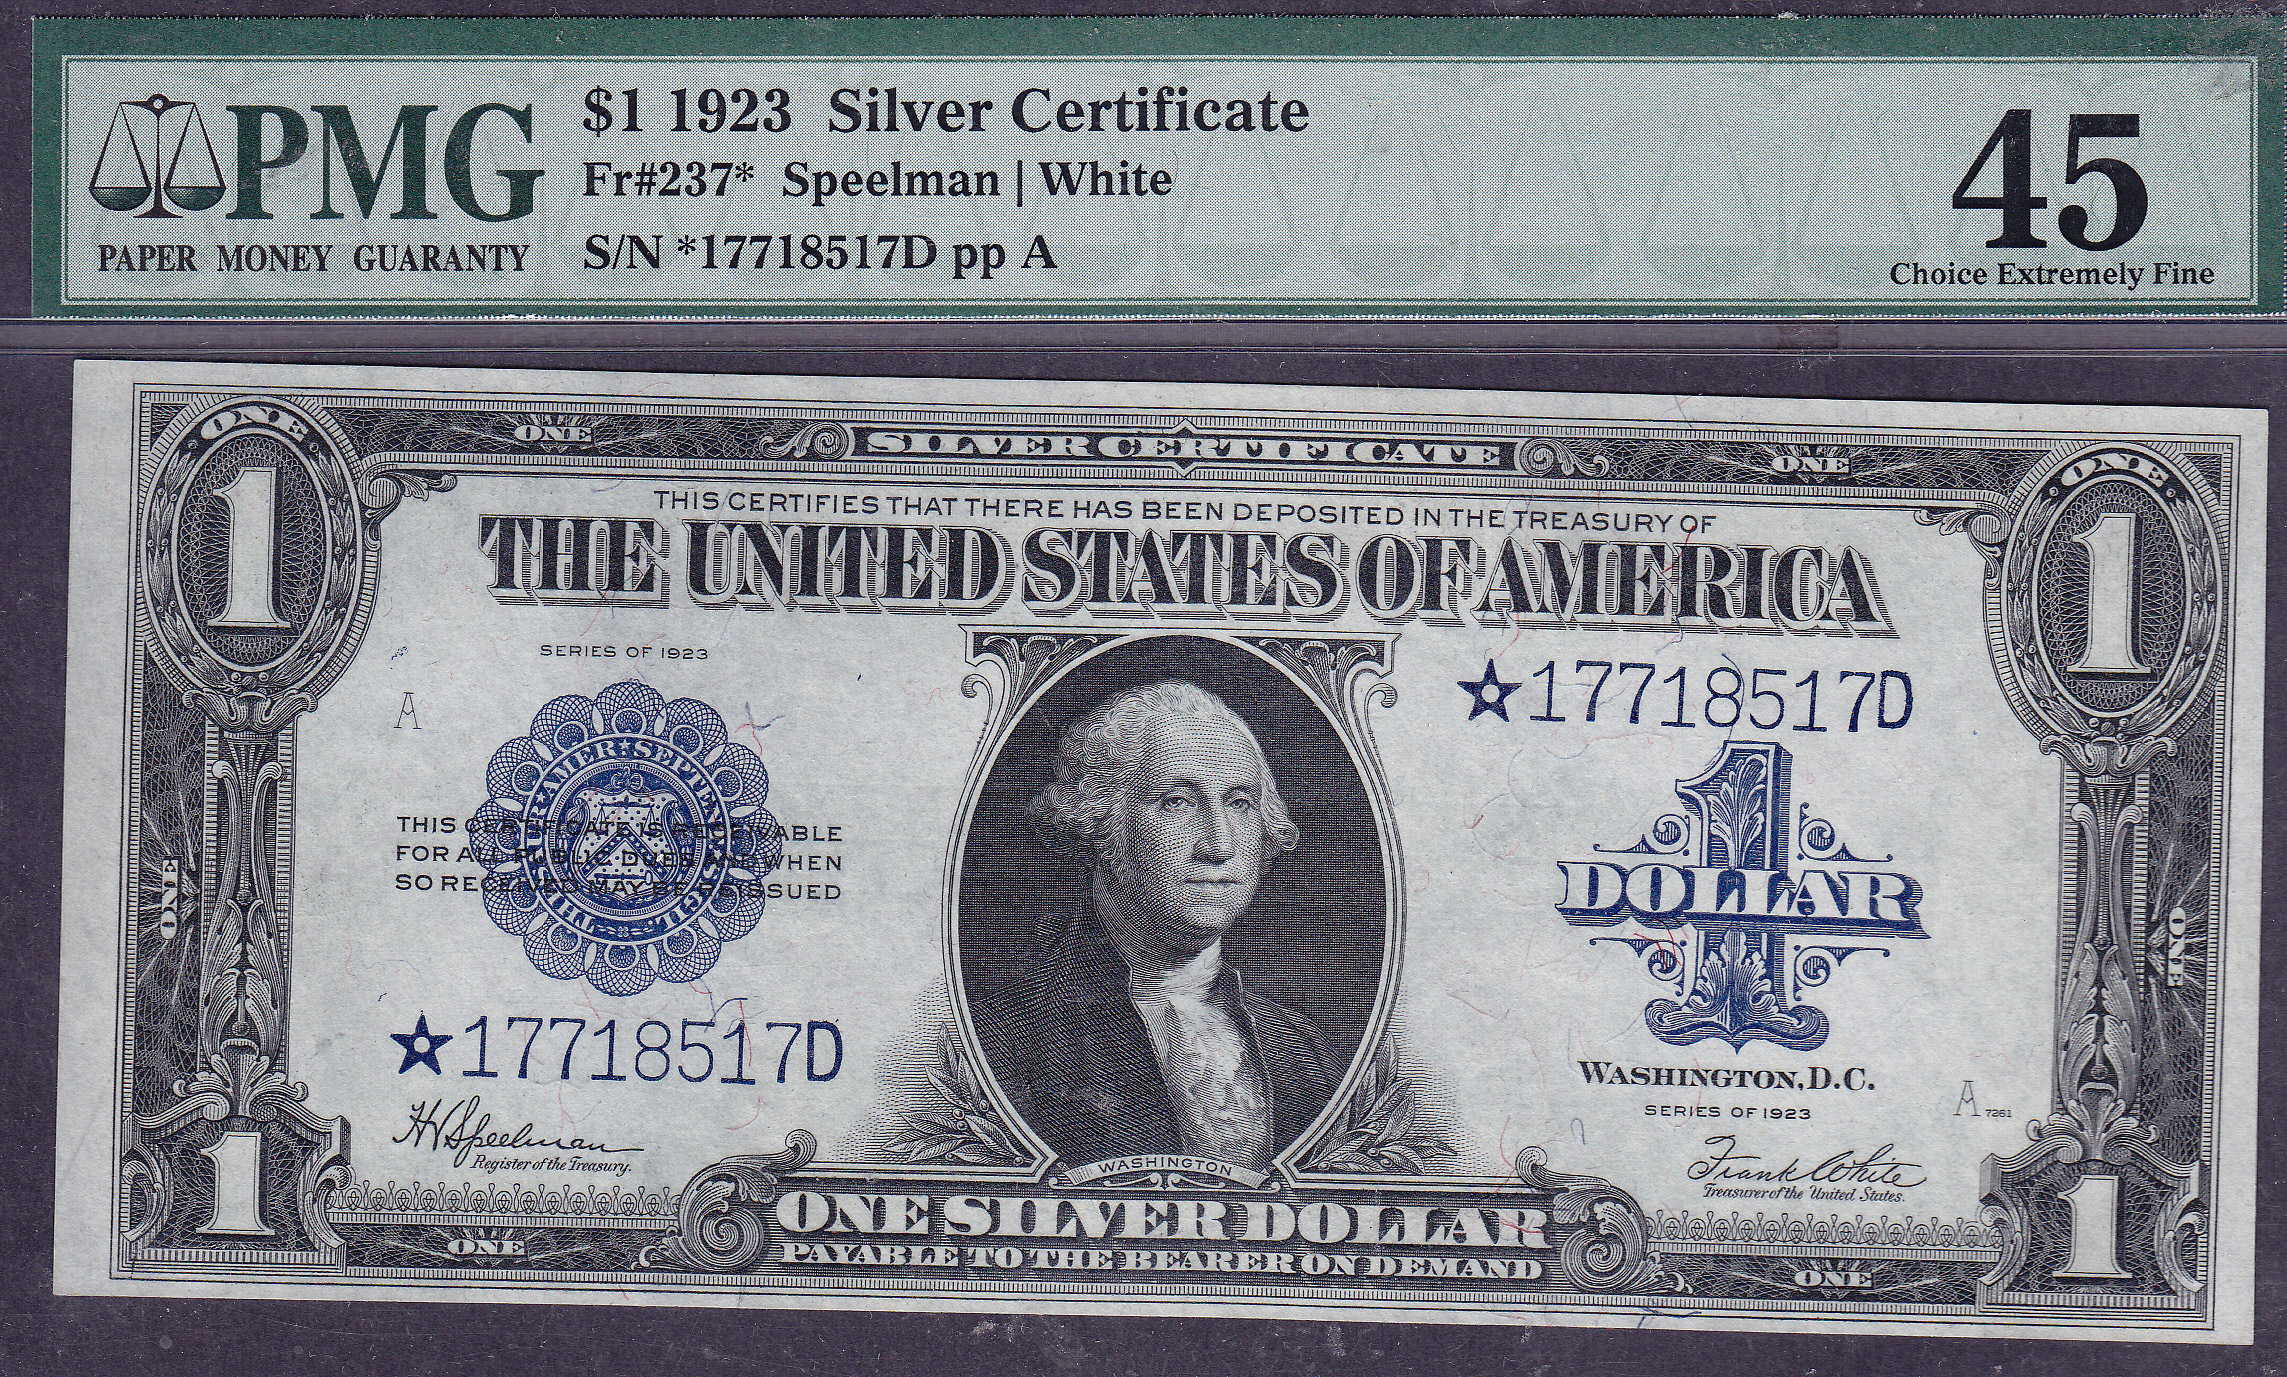 PMG
PAPER MONEY GUARANTY
$1 1923 Silver Certificate
Fr#237* Speelman | White
S/N *17718517D pp A
45
Choice Extremely Fine
ONE
ONE
SILVER CERTIFICATE
ONE
ONE
1
1
THIS CERTIFIES THAT THERE HAS BEEN DEPOSITED IN THE TREASURY OF
THE UNITED STATES OF AMERICA
SERIES OF 1923
A
★17718517D
THIS CERTIFICATE IS RECEIVABLE
FOR ALL PUBLIC DUES AND WHEN
SO RECEIVED MAY BE REISSUED
1
DOLLAR
ONE
ONE
★17718517D
WASHINGTON, D.C.
SERIES OF 1923
A 7261
H V Speelman
Register of the Treasury.
Frank White
Treasurer of the United States.
WASHINGTON
1
1
ONE SILVER DOLLAR
PAYABLE TO THE BEARER ON DEMAND
ONE
ONE